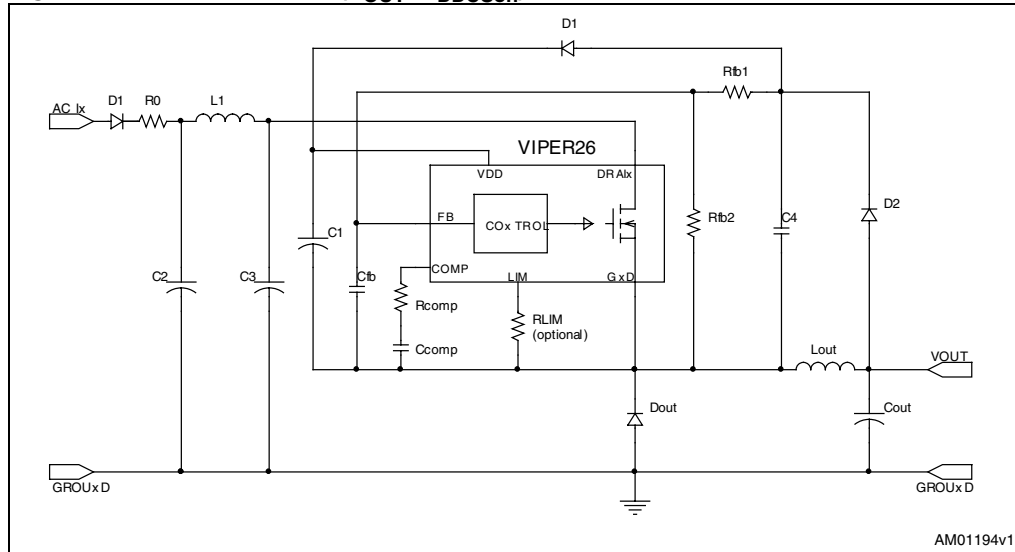 D1
Rfb1
AC Ix
D1
R0
L1
VIPER26
VDD
DRAIx
D2
FB
COx TROL
Rfb2
C4
C1
COMP
LIM
GxD
C2
C3
Cfb
Rcomp
RLIM
(optional)
Ccomp
Lout
VOUT
Dout
Cout
GROUxD
GROUxD
AM01194v1